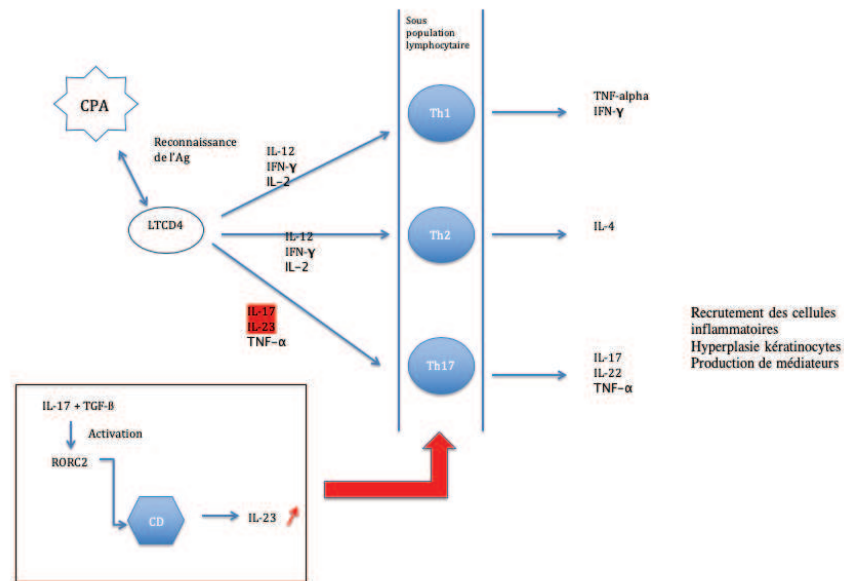 Sous
population
lymphocytaire
CPA
Reconnaissance
de l'Ag
LTCD4
IL-12
IFN-γ
IL-2
Th1
TNF-alpha
IFN-γ
IL-12
IFN-γ
IL-2
Th2
IL-4
IL-17
IL-23
TNF-α
Th17
IL-17
IL-22
TNF-α
Recrutement des cellules
inflammatoires
Hyperplasie kératinocytes
Production de médiateurs
IL-17 + TGF-ß
Activation
RORC2
CD
IL-23